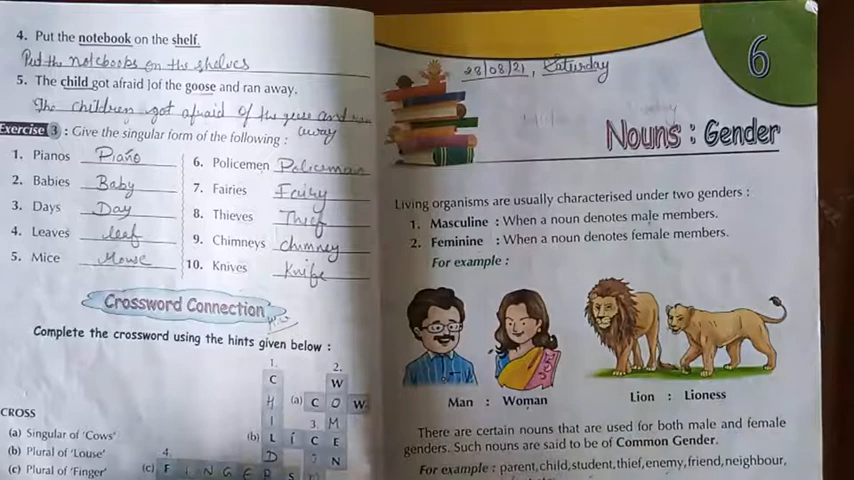 4. Put the notebook on the shelf.
Put the notebooks on the shelves
5. The child got afraid of the goose and ran away.
The children got afraid of the geese and ran
away
Exercise 3 : Give the singular form of the following :
1. Pianos Piano
2. Babies Baby
3. Days Day
4. Leaves leaf
5. Mice Mouse
6. Policemen Policeman
7. Fairies Fairy
8. Thieves Thief
9. Chimneys chimney
10. Knives Knife
Crossword Connection
Complete the crossword using the hints given below :
1. 2.
C W
H (a) C O W
I 3. M
(b) L I C E
D N
4.
(c) F I N G E R S
CROSS
(a) Singular of 'Cows'
(b) Plural of 'Louse'
(c) Plural of 'Finger'
28/08/21, Saturday
6
Nouns : Gender
Living organisms are usually characterised under two genders :
1. Masculine : When a noun denotes male members.
2. Feminine : When a noun denotes female members.
For example :
Man : Woman
Lion : Lioness
There are certain nouns that are used for both male and female
genders. Such nouns are said to be of Common Gender.
For example : parent, child, student, thief, enemy, friend, neighbour,